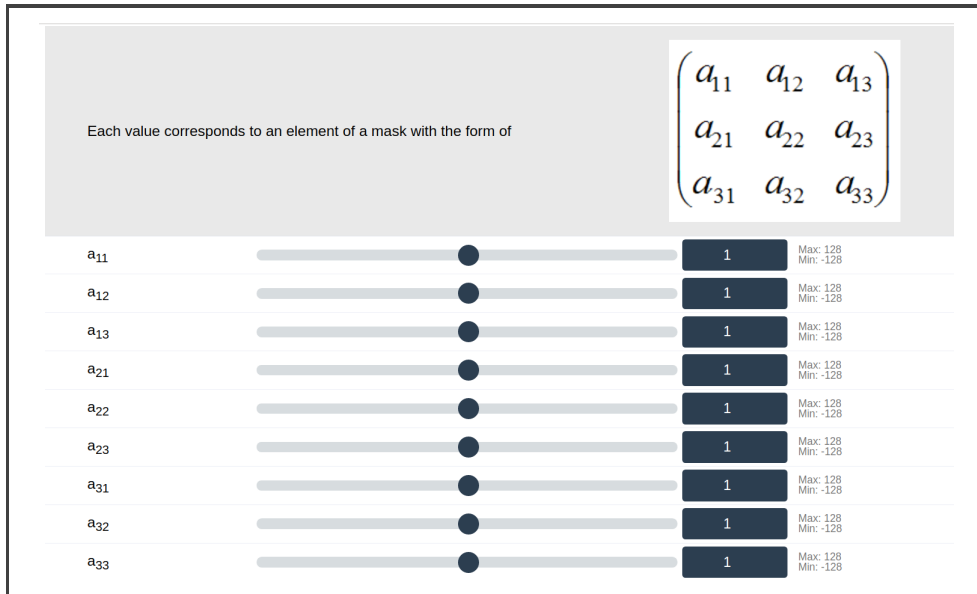 Each value corresponds to an element of a mask with the form of
a11 a12 a13
a21 a22 a23
a31 a32 a33
a11 1 Max: 128
Min: -128
a12 1 Max: 128
Min: -128
a13 1 Max: 128
Min: -128
a21 1 Max: 128
Min: -128
a22 1 Max: 128
Min: -128
a23 1 Max: 128
Min: -128
a31 1 Max: 128
Min: -128
a32 1 Max: 128
Min: -128
a33 1 Max: 128
Min: -128